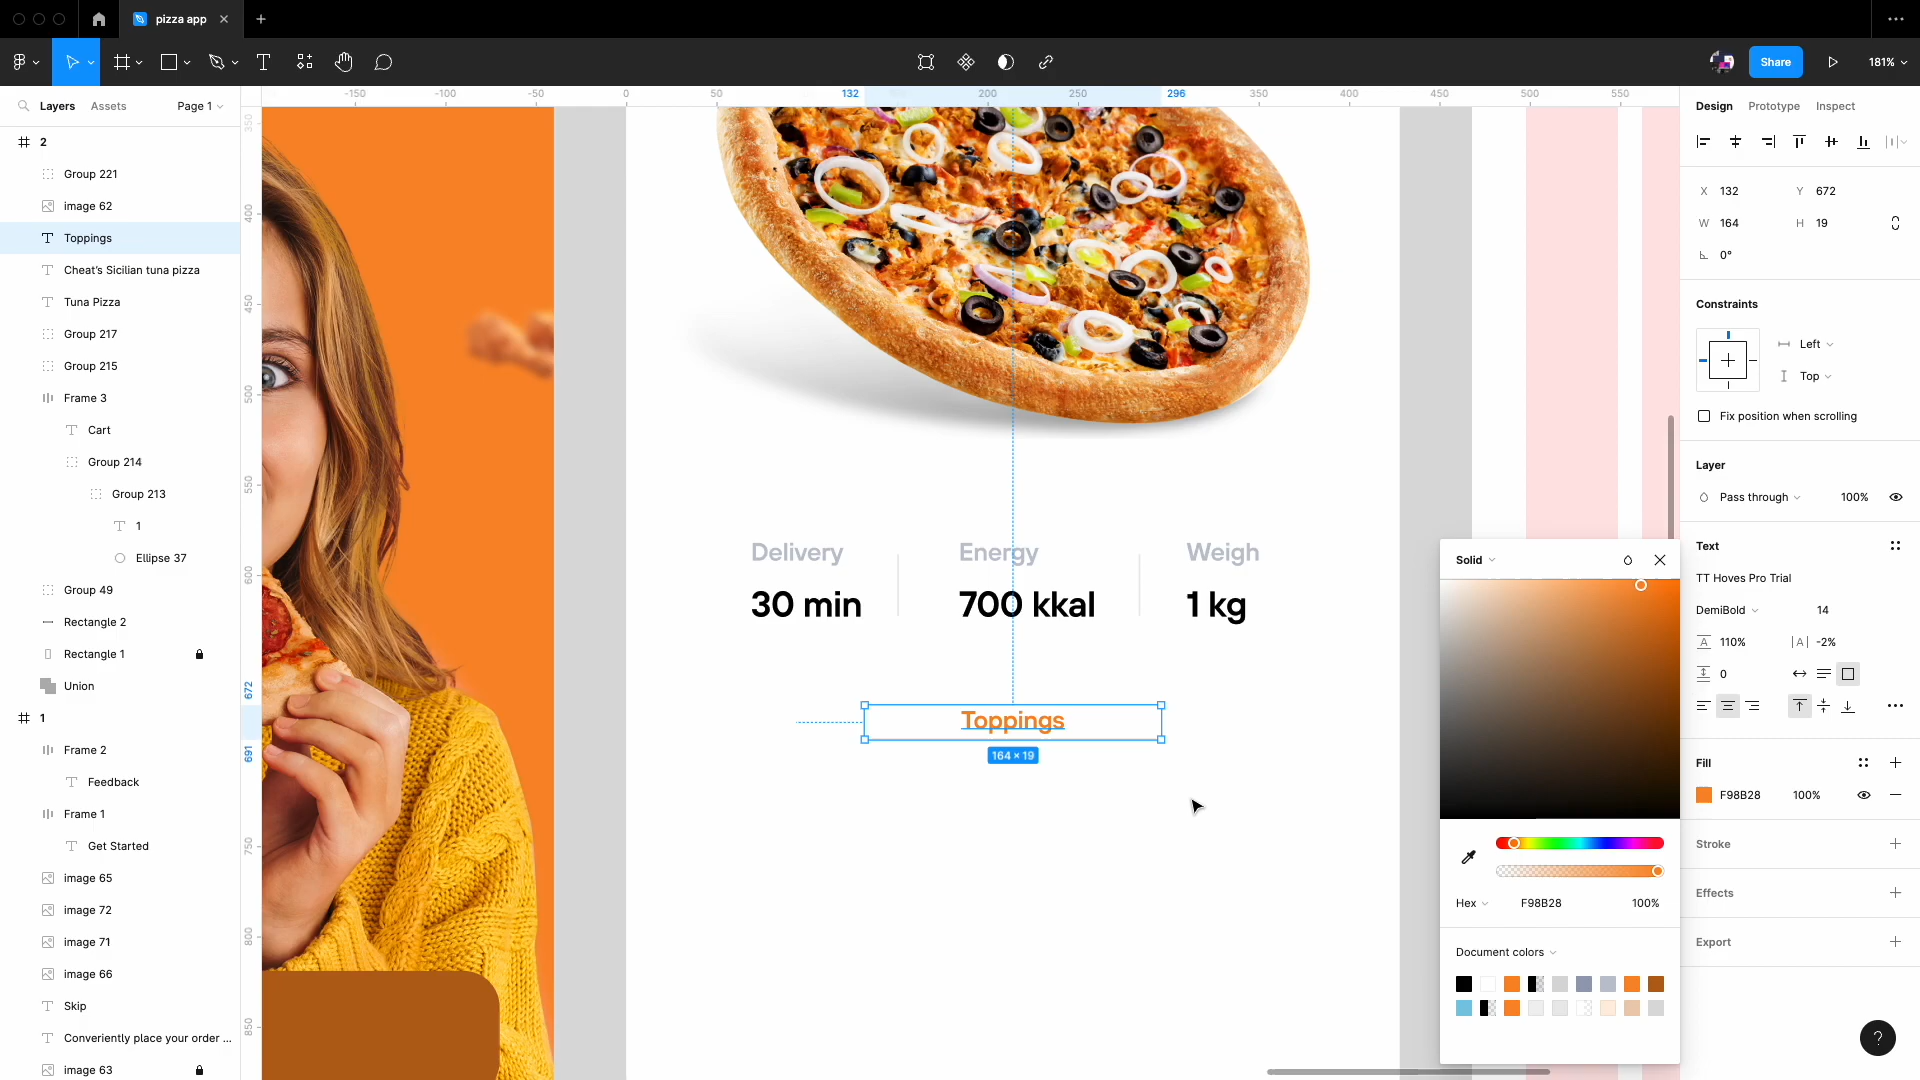 pizza app
Share
181%
Layers
Assets
Page 1
-150
-100
-50
0
50
132
200
250
296
350
400
450
500
550
Design
Prototype
Inspect
350
400
450
500
550
600
672
691
750
800
850
2
Group 221
image 62
Toppings
Cheat's Sicilian tuna pizza
Tuna Pizza
Group 217
Group 215
Frame 3
Cart
Group 214
Group 213
1
Ellipse 37
Group 49
Rectangle 2
Rectangle 1
Union
1
Frame 2
Feedback
Frame 1
Get Started
image 65
image 72
image 71
image 66
Skip
Converiently place your order ...
image 63
Delivery
Energy
Weigh
30 min
700 kkal
1 kg
Toppings
164 × 19
X 132
Y 672
W 164
H 19
0°
Constraints
Left
Top
Fix position when scrolling
Layer
Pass through
100%
Text
TT Hoves Pro Trial
DemiBold
14
110%
-2%
0
Fill
F98B28
100%
Stroke
Effects
Export
Solid
Hex
F98B28
100%
Document colors
?